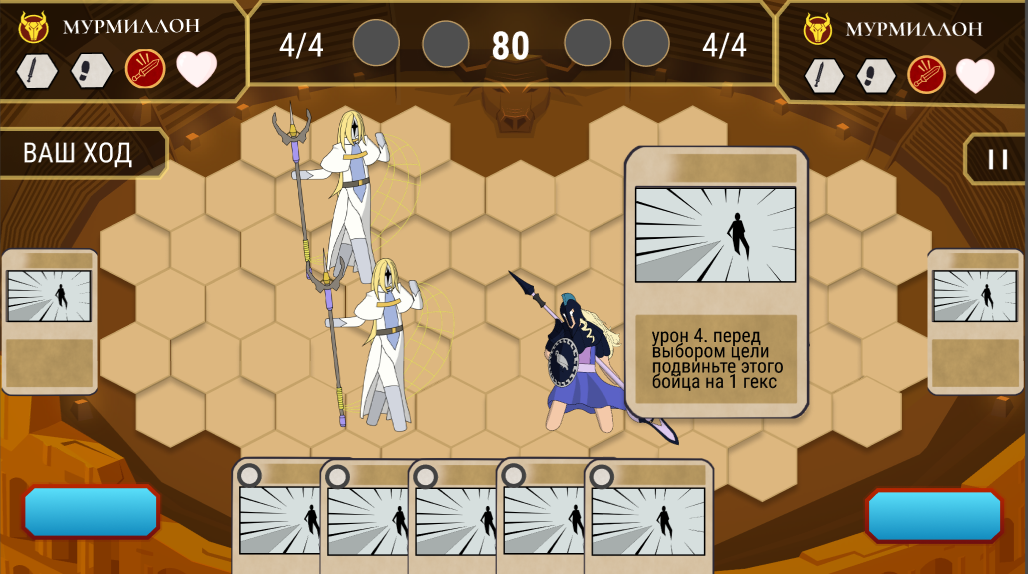 МУРМИЛЛОН
4/4
80
4/4
МУРМИЛЛОН
ВАШ ХОД
урон 4. перед
выбором цели
подвиньте этого
бойца на 1 гекс